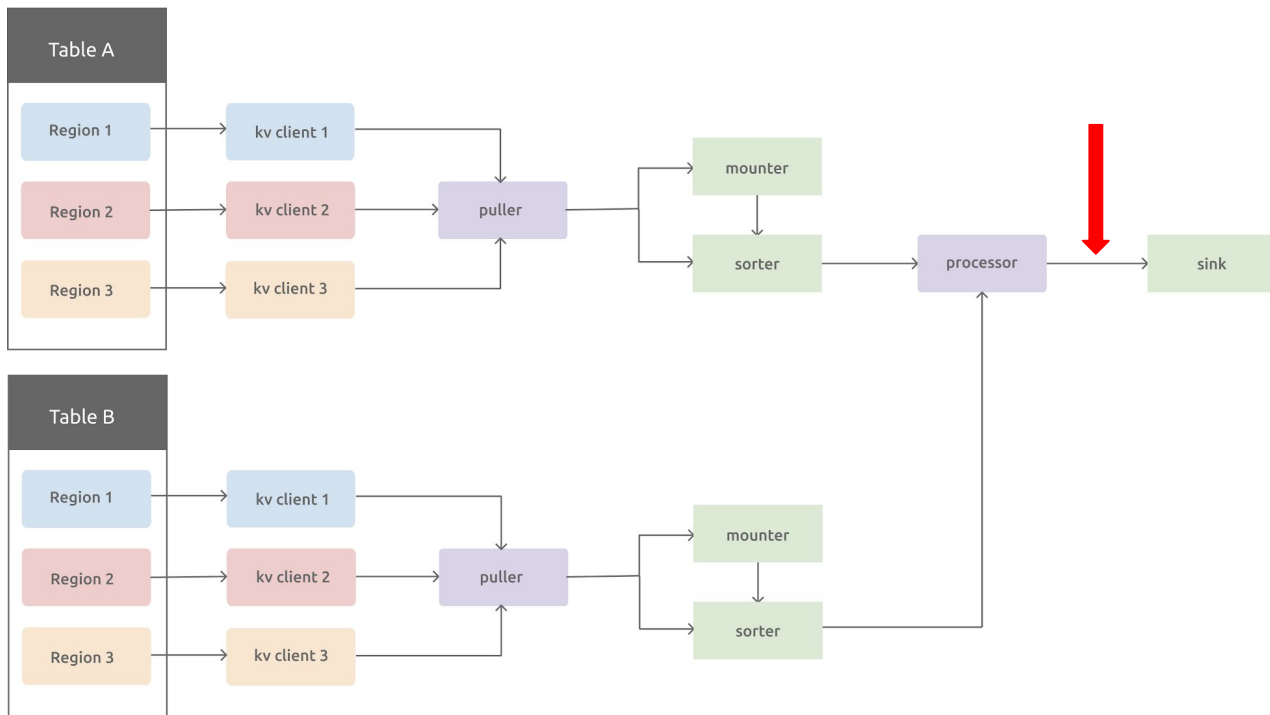 Table A
Region 1
kv client 1
mounter
Region 2
kv client 2
puller
sorter
processor
sink
Region 3
kv client 3
Table B
Region 1
kv client 1
mounter
Region 2
kv client 2
puller
sorter
Region 3
kv client 3